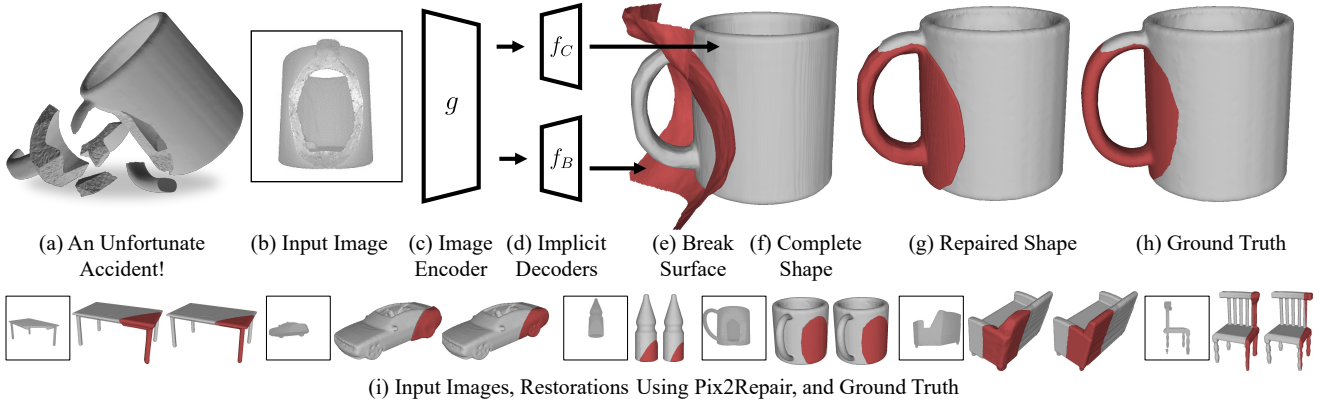 g
f_C
f_B
(a) An Unfortunate
Accident!
(b) Input Image
(c) Image
Encoder
(d) Implicit
Decoders
(e) Break
Surface
(f) Complete
Shape
(g) Repaired Shape
(h) Ground Truth
(i) Input Images, Restorations Using Pix2Repair, and Ground Truth